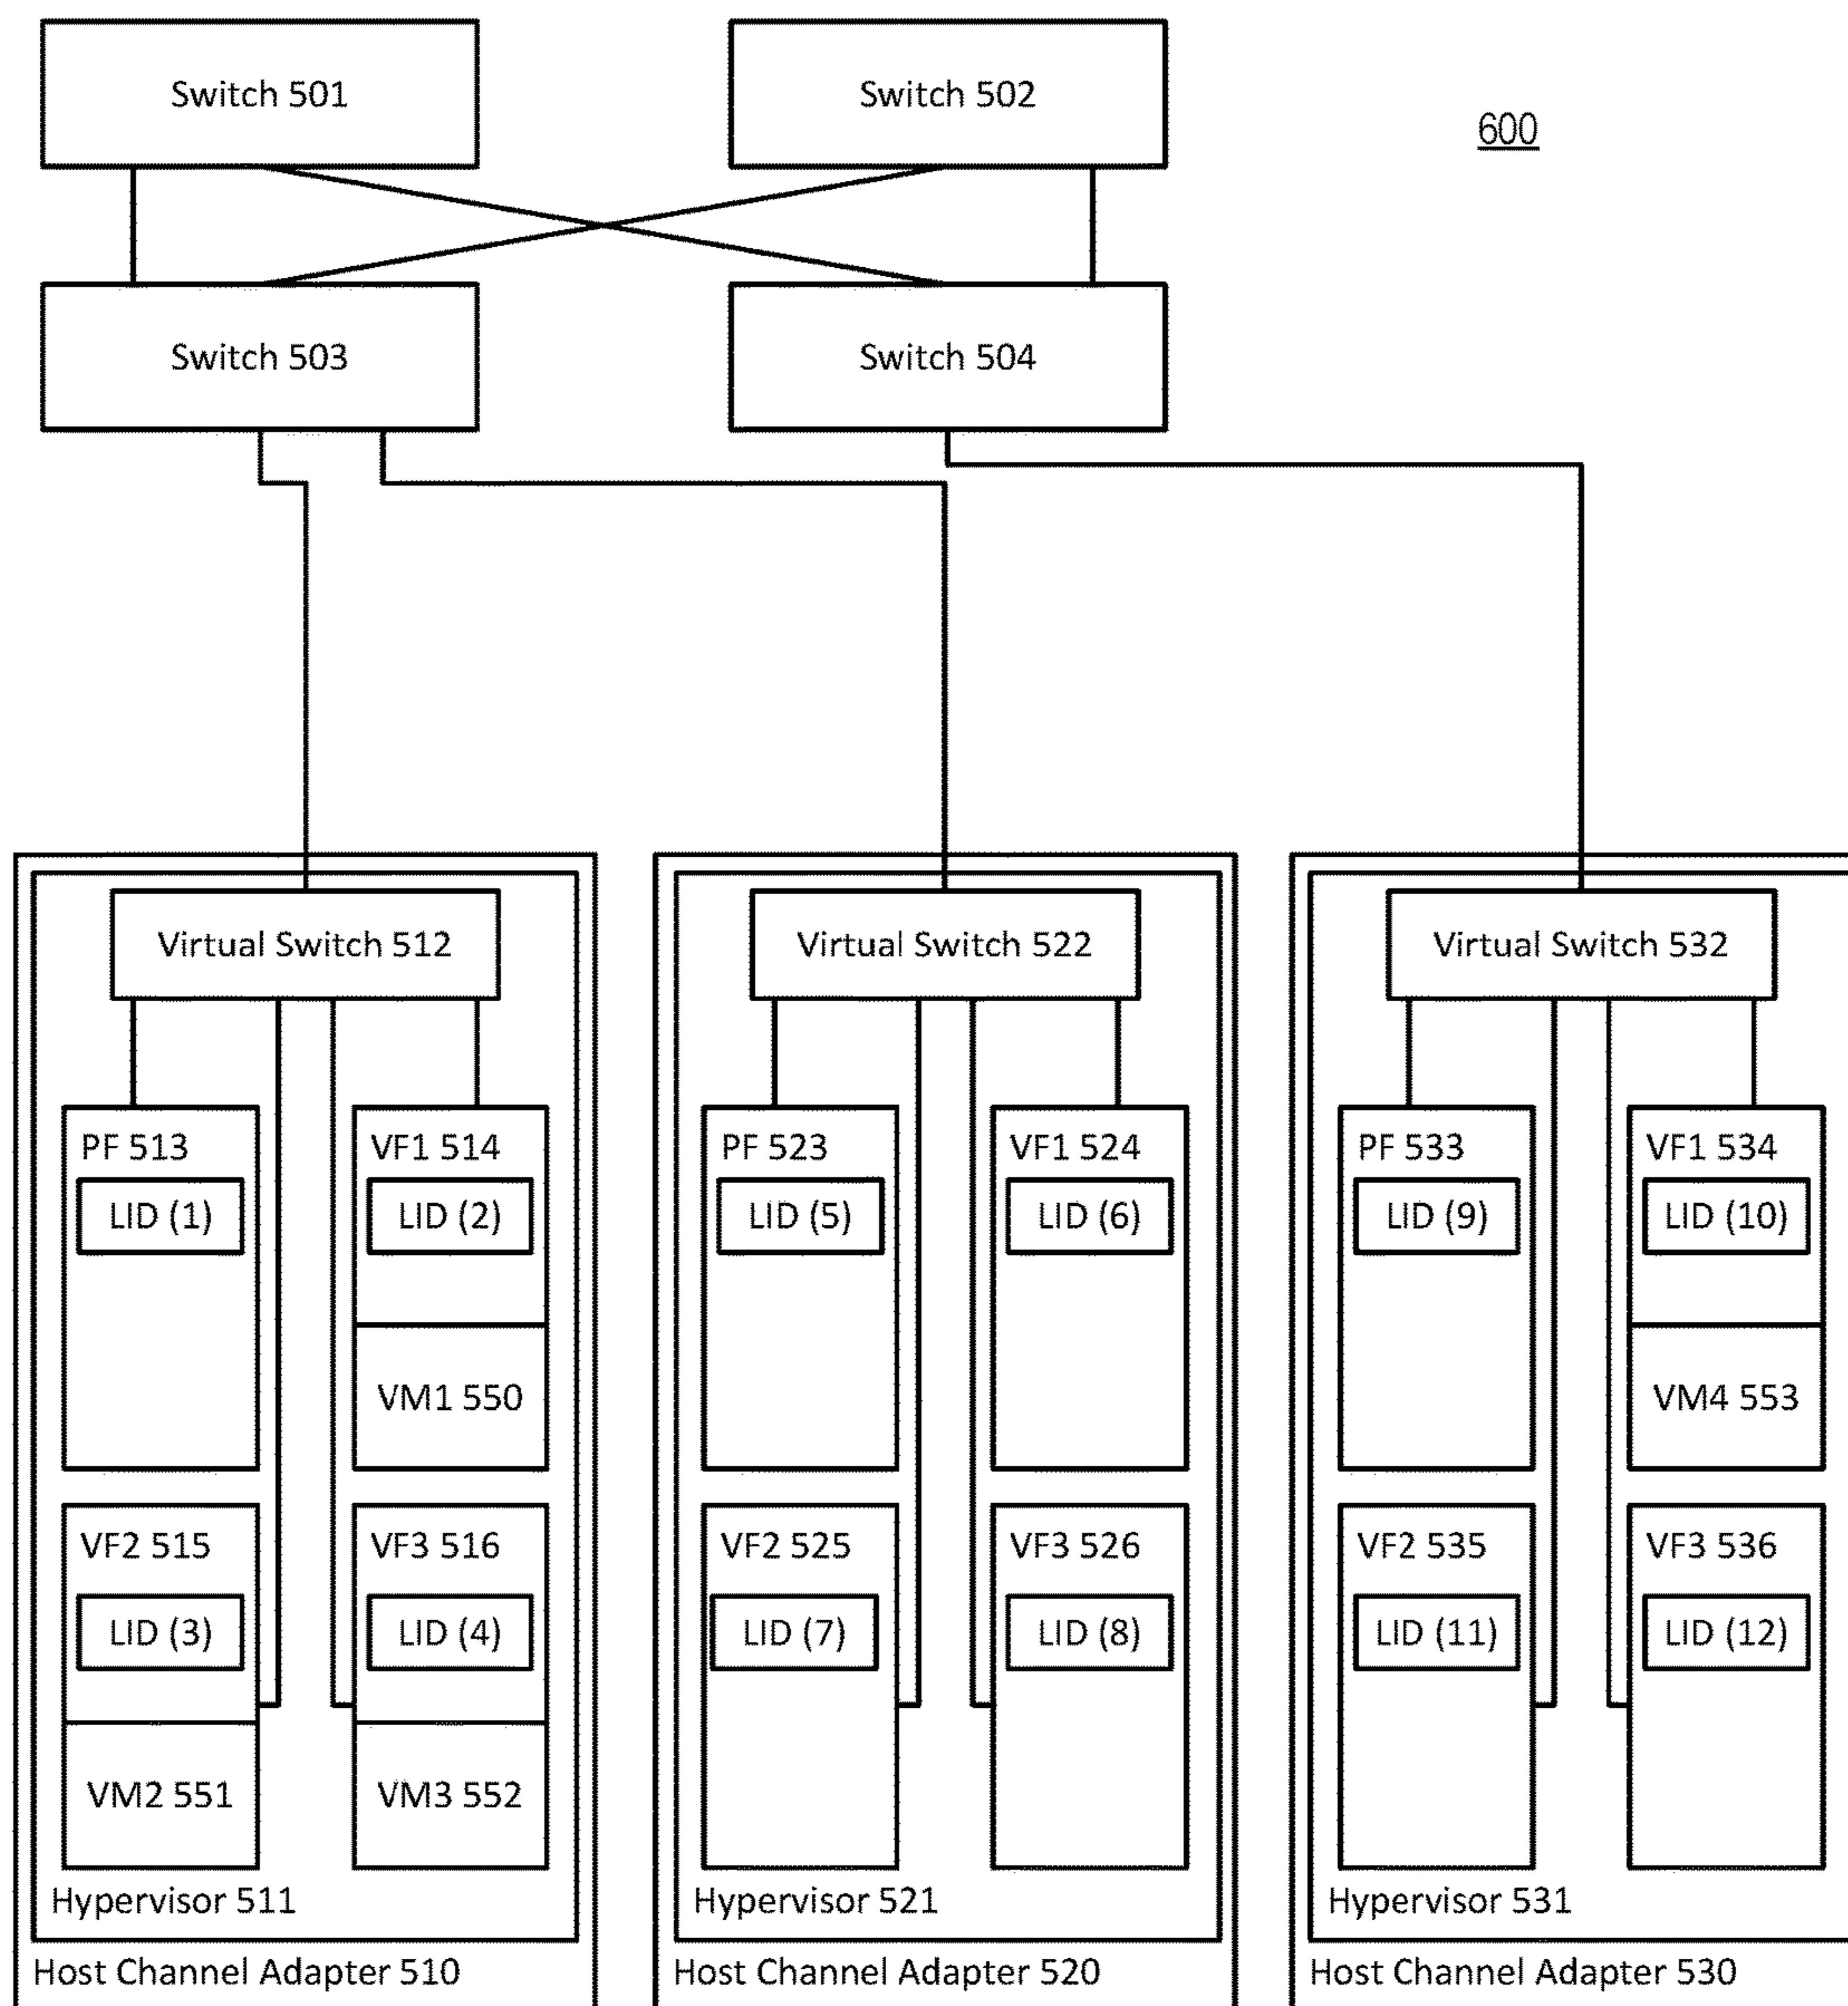 Switch 501
Switch 502
600
Switch 503
Switch 504
Virtual Switch 512
Virtual Switch 522
Virtual Switch 532
PF 513
LID (1)
VF1 514
LID (2)
VM1 550
VF2 515
LID (3)
VM2 551
VF3 516
LID (4)
VM3 552
Hypervisor 511
Host Channel Adapter 510
PF 523
LID (5)
VF1 524
LID (6)
VF2 525
LID (7)
VF3 526
LID (8)
Hypervisor 521
Host Channel Adapter 520
PF 533
LID (9)
VF1 534
LID (10)
VM4 553
VF2 535
LID (11)
VF3 536
LID (12)
Hypervisor 531
Host Channel Adapter 530